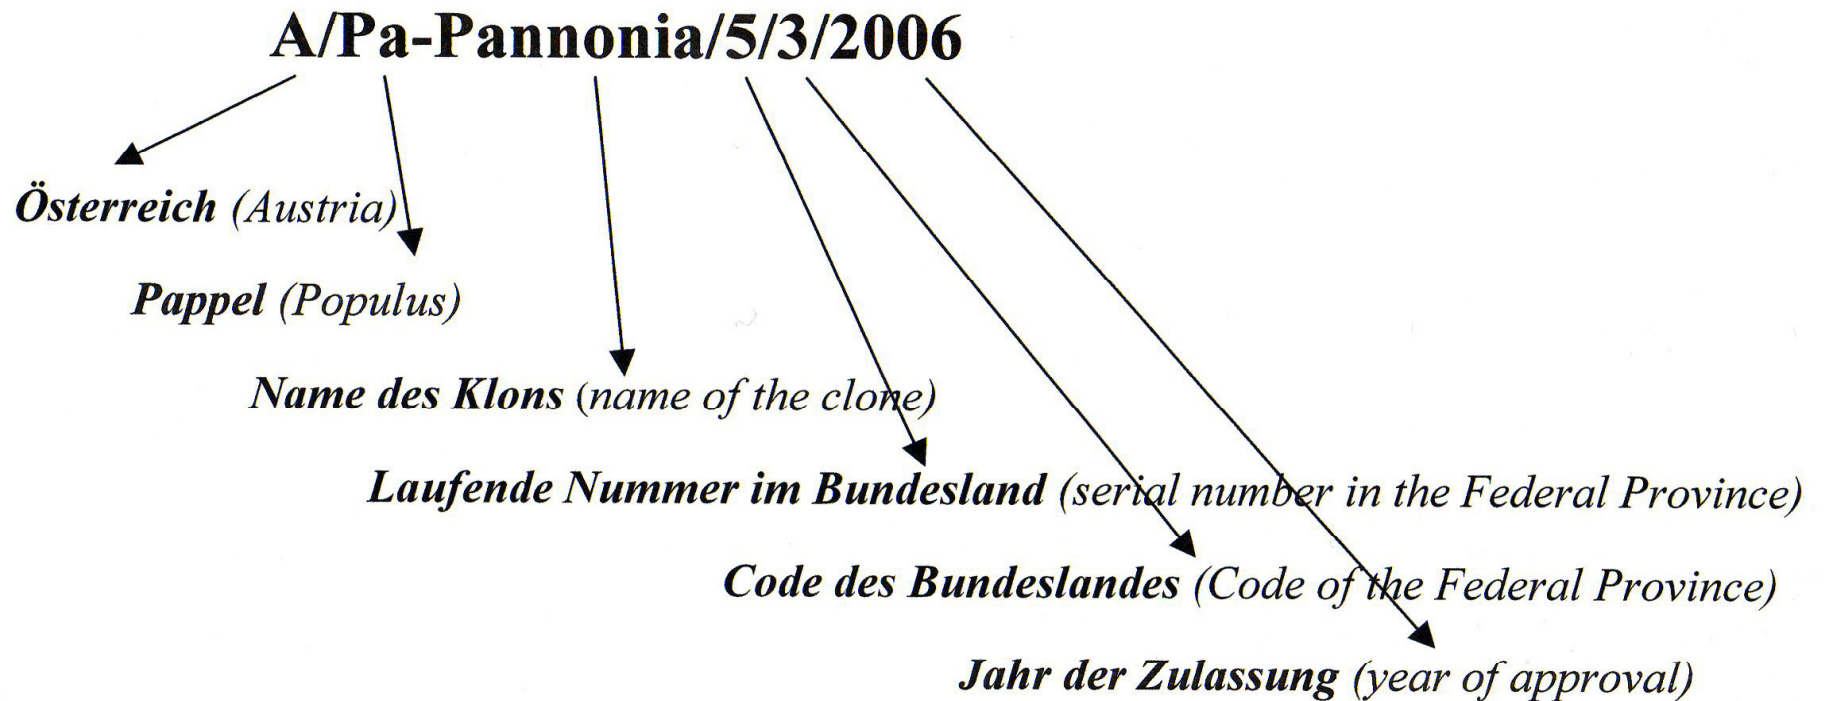 A/Pa-Pannonia/5/3/2006
Österreich (Austria)
Pappel (Populus)
Name des Klons (name of the clone)
Laufende Nummer im Bundesland (serial number in the Federal Province)
Code des Bundeslandes (Code of the Federal Province)
Jahr der Zulassung (year of approval)